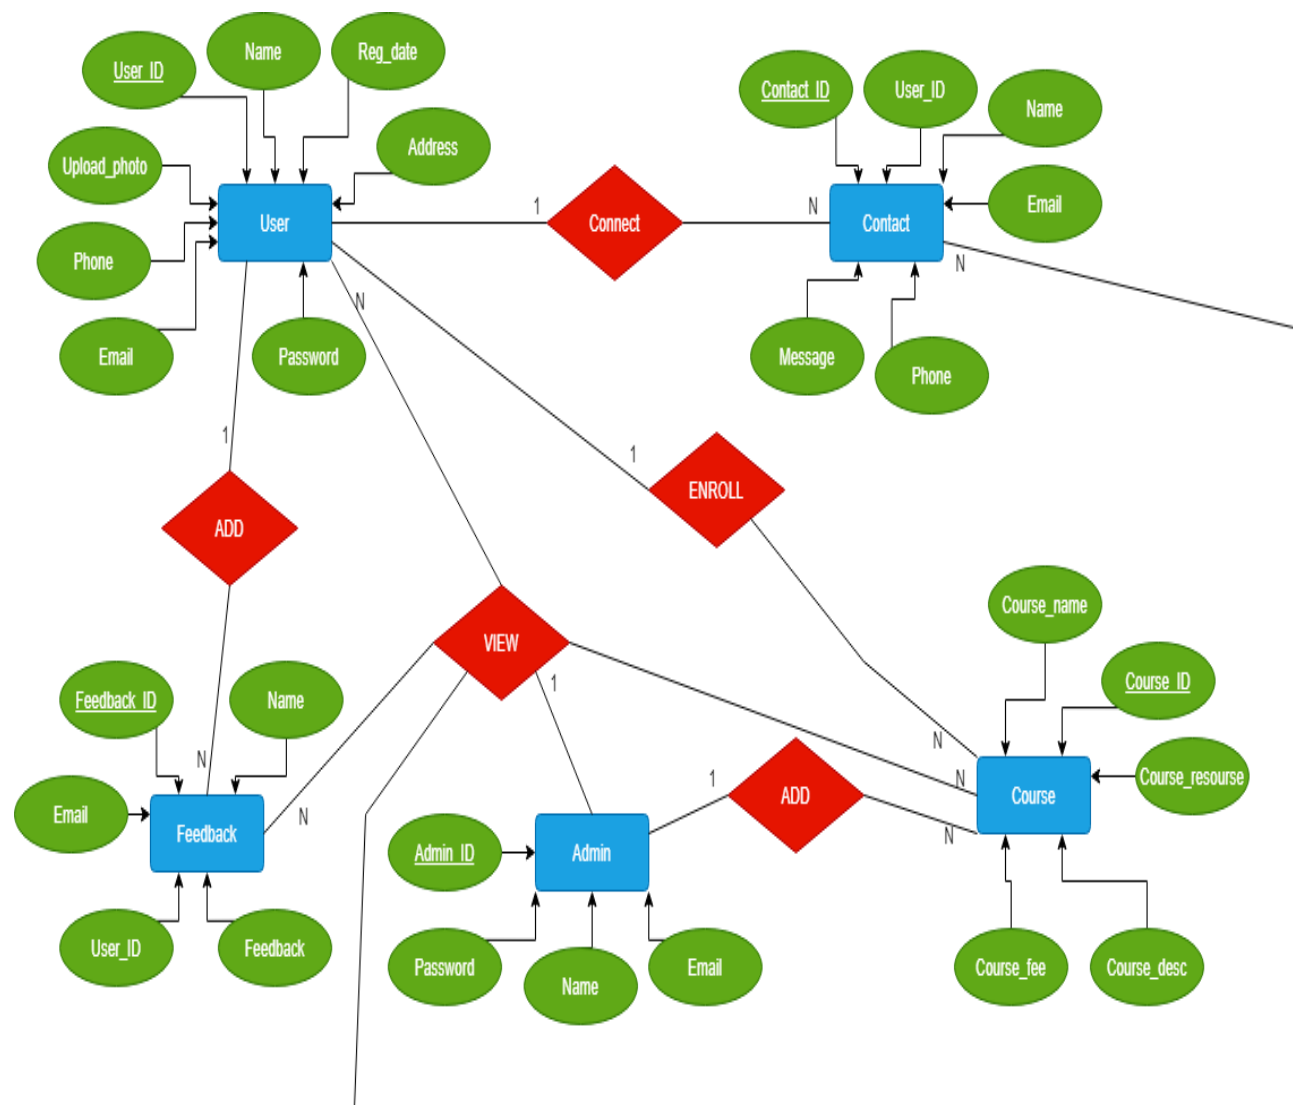 Name
Reg_date
User_ID
Address
Upload_photo
User
Phone
Email
Password
1
Connect
N
Contact_ID
User_ID
Name
Email
Contact
N
Message
Phone
N
1
ADD
1
ENROLL
VIEW
1
N
Course_name
Course_ID
Course_resourse
Course
N
N
N
Course_fee
Course_desc
1
ADD
Feedback_ID
Name
N
Email
Feedback
N
User_ID
Feedback
Admin_ID
Admin
Password
Name
Email